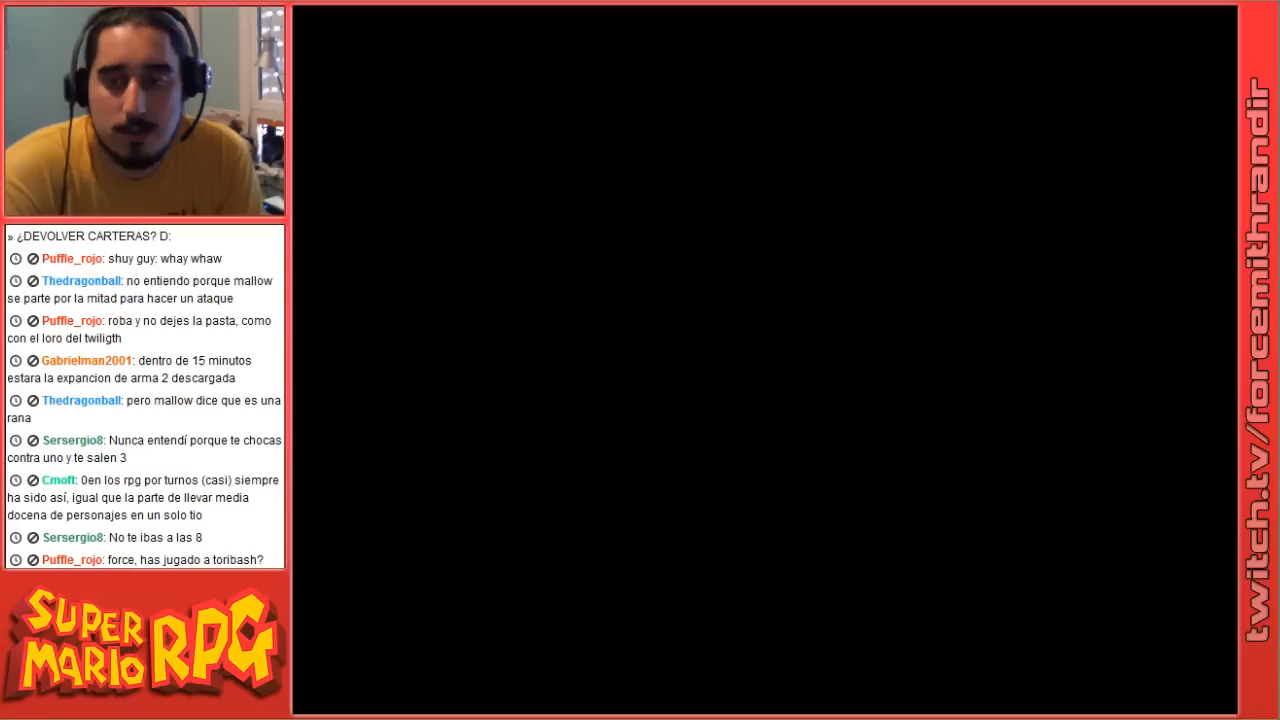 » ¿DEVOLVER CARTERAS? D:
Puffle_rojo: shuy guy: whay whaw
Thedragonball: no entiendo porque mallow
se parte por la mitad para hacer un ataque
Puffle_rojo: roba y no dejes la pasta, como
con el loro del twiligth
Gabrielman2001: dentro de 15 minutos
estara la expancion de arma 2 descargada
Thedragonball: pero mallow dice que es una
rana
Sersergio8: Nunca entendí porque te chocas
contra uno y te salen 3
Cmoft: 0en los rpg por turnos (casi) siempre
ha sido así, igual que la parte de llevar media
docena de personajes en un solo tio
Sersergio8: No te ibas a las 8
Puffle_rojo: force, has jugado a toribash?
SUPER
MARIO RPG
twitch.tv/forcemithrandir